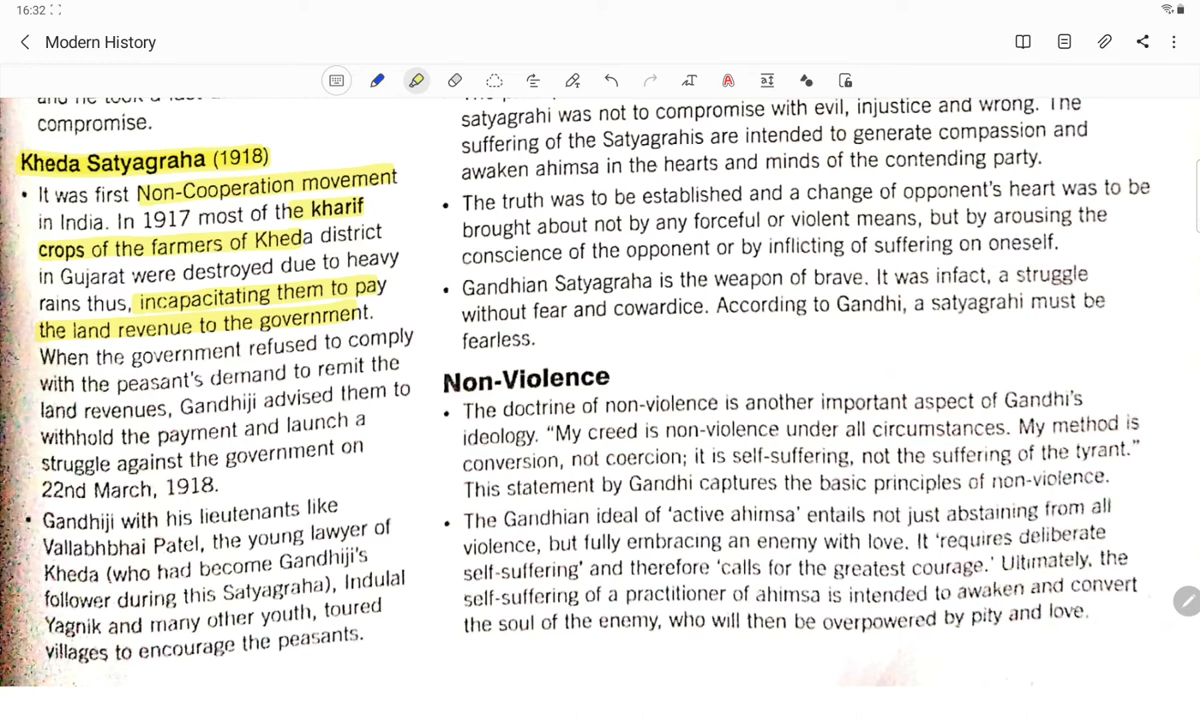 16:32
Modern History
compromise.
Kheda Satyagraha (1918)
• It was first Non-Cooperation movement
in India. In 1917 most of the kharif
crops of the farmers of Kheda district
in Gujarat were destroyed due to heavy
rains thus, incapacitating them to pay
the land revenue to the government.
When the government refused to comply
with the peasant's demand to remit the
land revenues, Gandhiji advised them to
withhold the payment and launch a
struggle against the government on
22nd March, 1918.
• Gandhiji with his lieutenants like
Vallabhbhai Patel, the young lawyer of
Kheda (who had become Gandhiji's
follower during this Satyagraha), Indulal
Yagnik and many other youth, toured
villages to encourage the peasants.
satyagrahi was not to compromise with evil, injustice and wrong. The
suffering of the Satyagrahis are intended to generate compassion and
awaken ahimsa in the hearts and minds of the contending party.
• The truth was to be established and a change of opponent's heart was to be
brought about not by any forceful or violent means, but by arousing the
conscience of the opponent or by inflicting of suffering on oneself.
• Gandhian Satyagraha is the weapon of brave. It was infact, a struggle
without fear and cowardice. According to Gandhi, a satyagrahi must be
fearless.
Non-Violence
• The doctrine of non-violence is another important aspect of Gandhi's
ideology. “My creed is non-violence under all circumstances. My method is
conversion, not coercion; it is self-suffering, not the suffering of the tyrant.”
This statement by Gandhi captures the basic principles of non-violence.
• The Gandhian ideal of ‘active ahimsa’ entails not just abstaining from all
violence, but fully embracing an enemy with love. It ‘requires deliberate
self-suffering’ and therefore ‘calls for the greatest courage.’ Ultimately, the
self-suffering of a practitioner of ahimsa is intended to awaken and convert
the soul of the enemy, who will then be overpowered by pity and love.